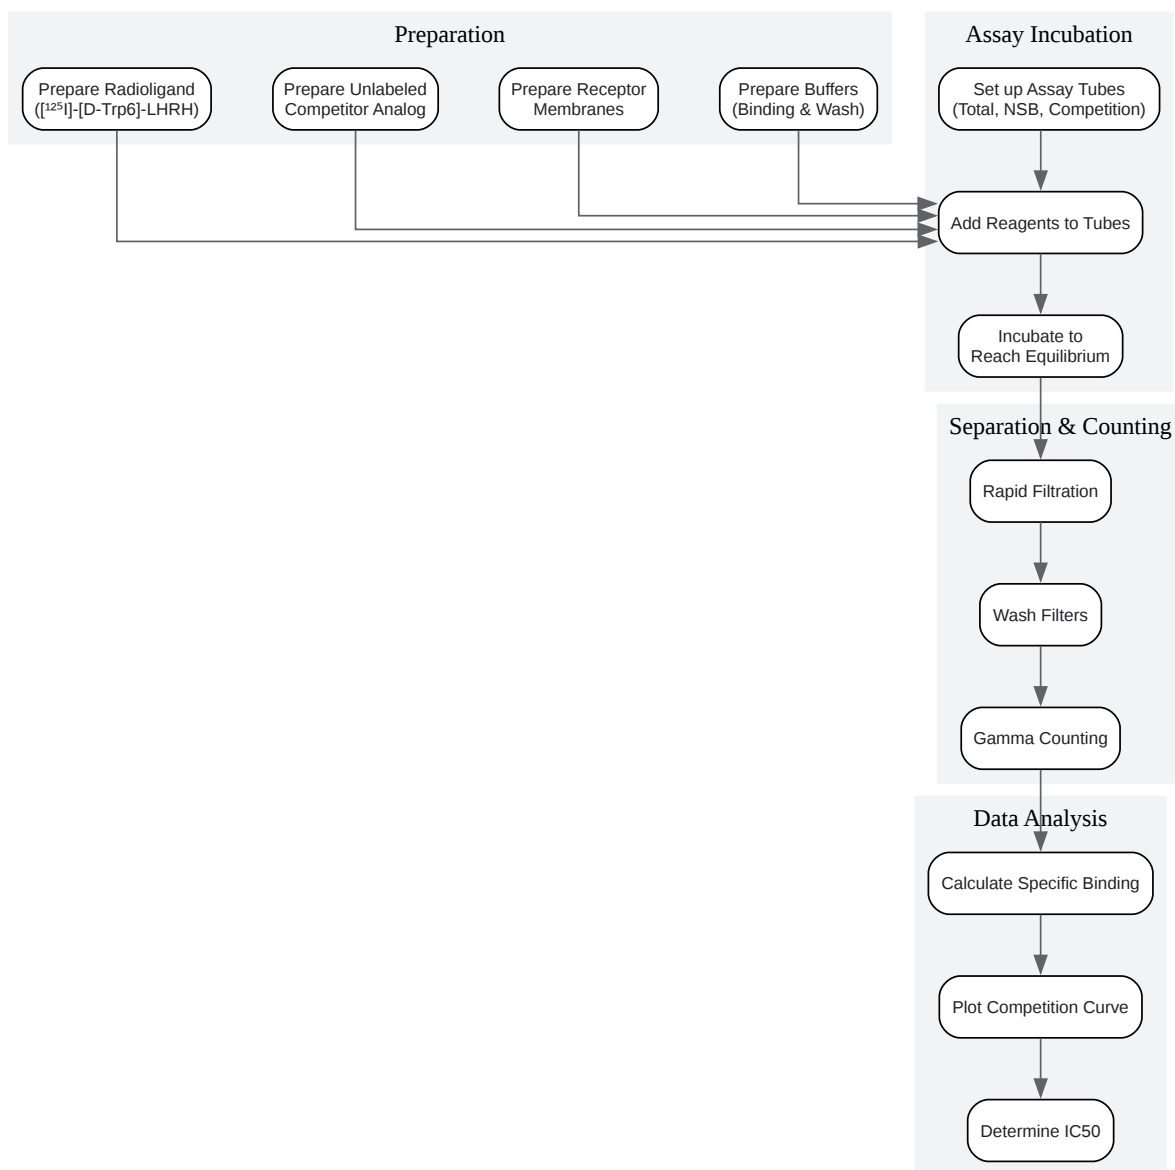 Preparation
Prepare Radioligand
([¹²⁵I]-[D-Trp6]-LHRH)
Prepare Unlabeled
Competitor Analog
Prepare Receptor
Membranes
Prepare Buffers
(Binding & Wash)
Assay Incubation
Set up Assay Tubes
(Total, NSB, Competition)
Add Reagents to Tubes
Incubate to
Reach Equilibrium
Separation & Counting
Rapid Filtration
Wash Filters
Gamma Counting
Data Analysis
Calculate Specific Binding
Plot Competition Curve
Determine IC50